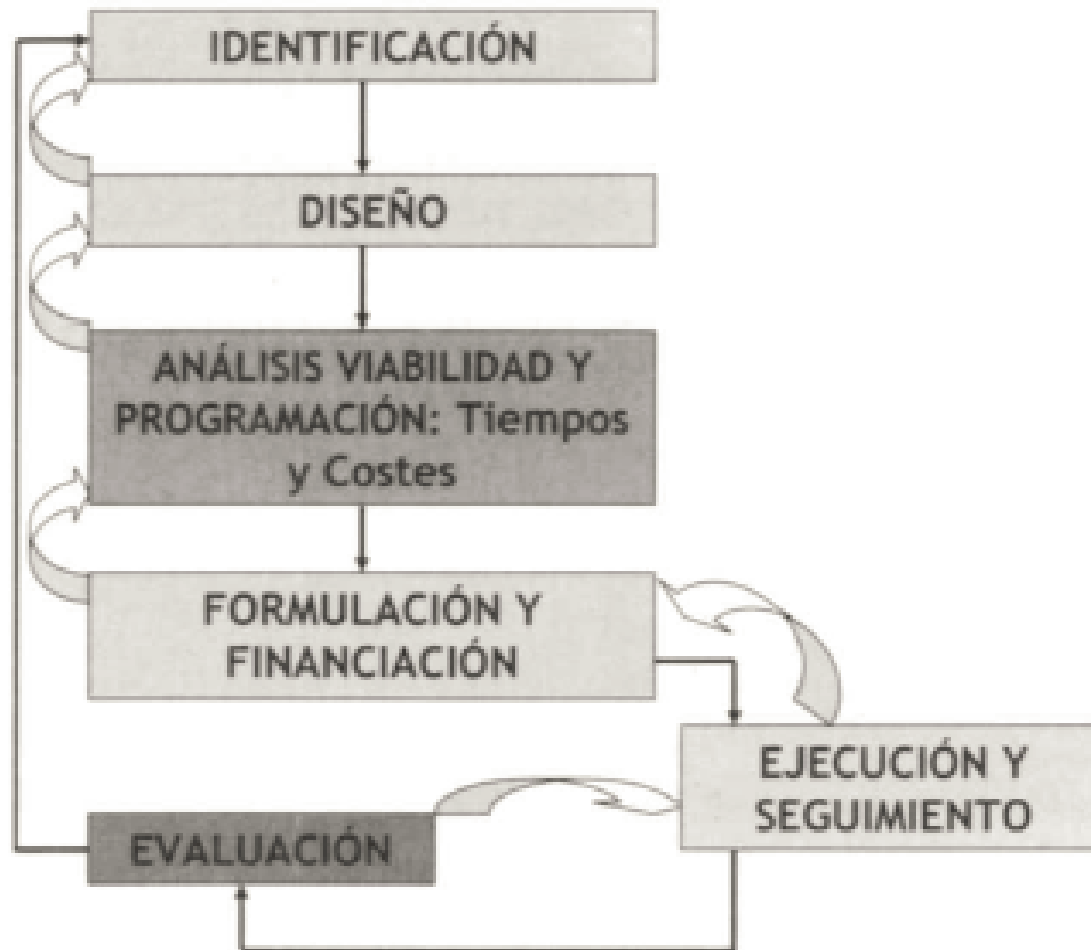 IDENTIFICACIÓN
DISEÑO
ANÁLISIS VIABILIDAD Y
PROGRAMACIÓN: Tiempos
y Costes
FORMULACIÓN Y
FINANCIACIÓN
EJECUCIÓN Y
SEGUIMIENTO
EVALUACIÓN